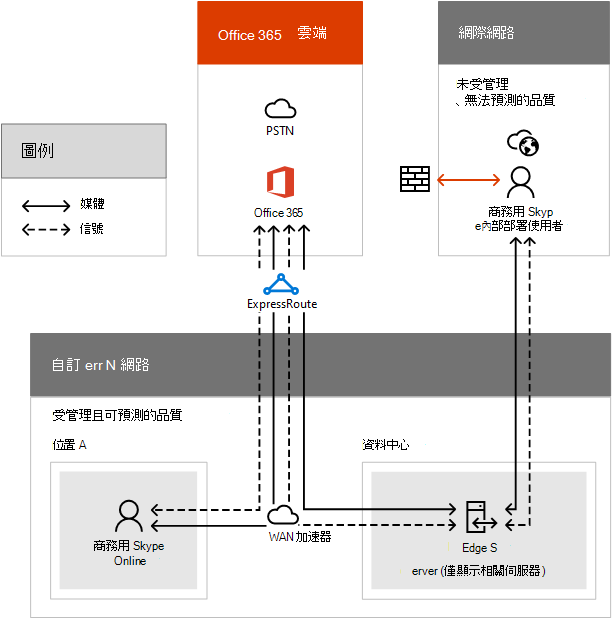 Office 365 雲端
網際網路
未受管理
、無法預測的品質
PSTN
圖例
媒體
信號
Office 365
商務用 Skyp
e內部部署使用者
ExpressRoute
自訂 err N 網路
受管理且可預測的品質
位置 A
資料中心
商務用 Skype
Online
WAN 加速器
Edge S
erver (僅顯示相關伺服器)